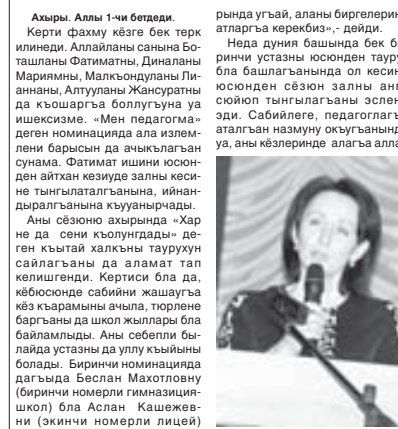 Ахыры. Аллы 1-чи бетдеди.
Керти фахму кёзге бек терк
илинеди. Аллайланы санына Бо-
ташланы Фатиматны, Диналаны
Мариямны, Малкъондуланы Ли-
аннаны, Алтууланы Жансуратны
да къошаргъа боллугъуна уа
ишексизме. «Мен педагогма»
деген номинацияда ала излем-
лени барысын да ачыкълагъан
сунама. Фатимат ишини юсюн-
ден айтхан кезиуде залны кеси-
не тынгылаталгъанына, ийнан-
дыралгъанына къууанырчады.
Аны сёзюню ахырында «Хар
не да сени къолунгдады» де-
ген къытай халкъны таурухун
сайлагъаны да аламат тап
келишгенди. Кертиси бла да,
кёбюсюнде сабийни жашаугъа
кёз къарамыны ачыла, тюрлене
баргъаны да школ жыллары бла
байламлыды. Аны себепли бы-
лайда устазны да уллу къыйыны
болады. Биринчи номинацияда
дагъыда Беслан Махотловну
(биринчи номерли гимназиция-
школ) бла Аслан Кашежев-
ни (экинчи номерли лицей)
рында угъай, аланы биргелерин
атларгъа керекбиз»,- дейди.
Неда дуния башында бек б
ринчи устазны юсюнден тауру
бла башлагъанында ол кесин
юсюнден сёзюн залны анг
сюйюп тынгылагъаны эслен
эди. Сабийлеге, педагоглагъ
аталгъан назмуну окъугъанынд
уа, аны кёзлеринде алагъа алла